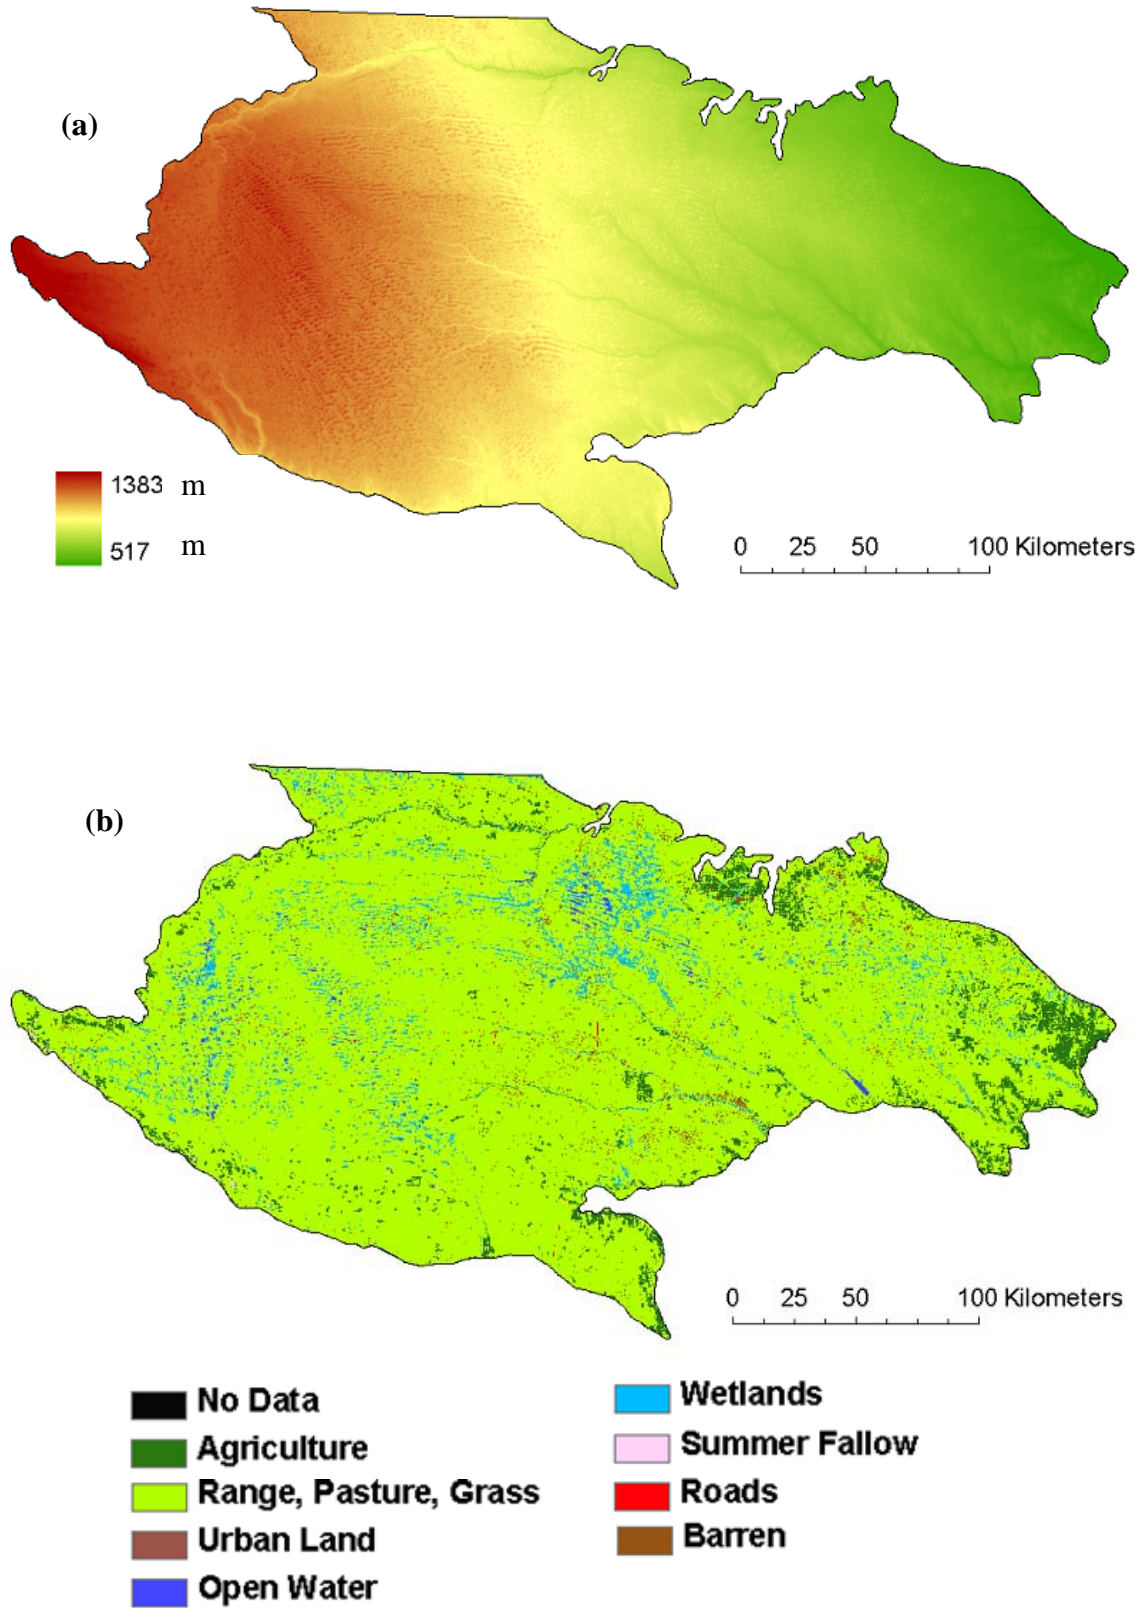 (a)
1383 m
517 m
0 25 50 100 Kilometers
(b)
0 25 50 100 Kilometers
No Data
Agriculture
Range, Pasture, Grass
Urban Land
Open Water
Wetlands
Summer Fallow
Roads
Barren